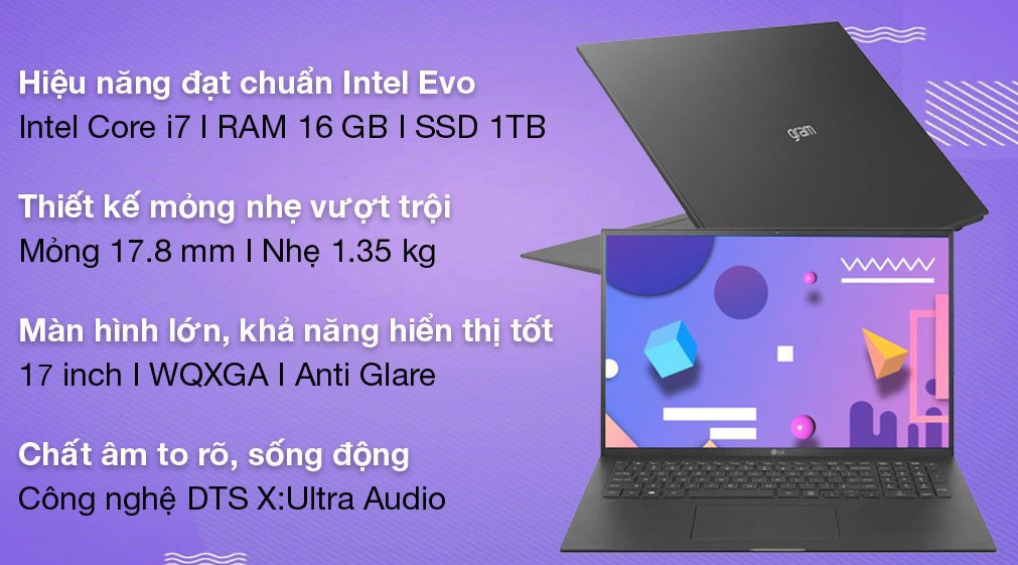 Hiệu năng đạt chuẩn Intel Evo
Intel Core i7 I RAM 16 GB I SSD 1TB
Thiết kế mỏng nhẹ vượt trội
Mỏng 17.8 mm I Nhẹ 1.35 kg
Màn hình lớn, khả năng hiển thị tốt
17 inch I WQXGA I Anti Glare
Chất âm to rõ, sống động
Công nghệ DTS X:Ultra Audio
gram
LG